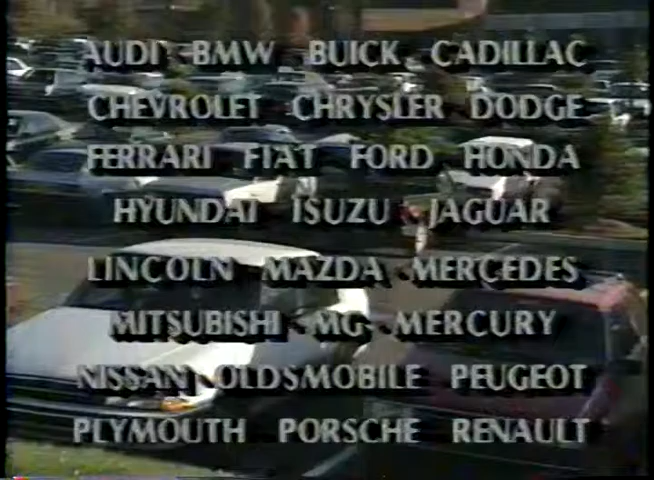 AUDI BMW BUICK CADILLAC
CHEVROLET CHRYSLER DODGE
FERRARI FIAT FORD HONDA
HYUNDAI ISUZU JAGUAR
LINCOLN MAZDA MERCEDES
MITSUBISHI MG MERCURY
NISSAN OLDSMOBILE PEUGEOT
PLYMOUTH PORSCHE RENAULT